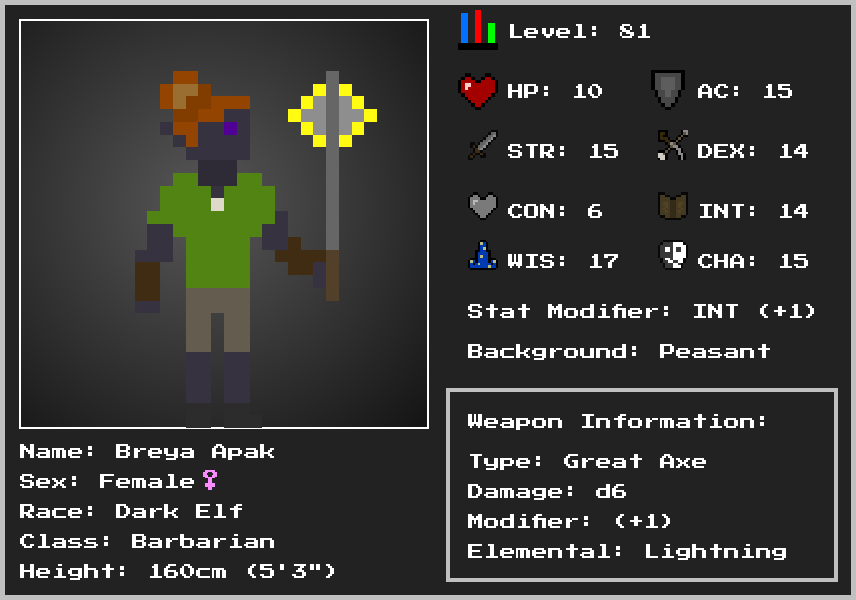 Level: 81
HP: 10 AC: 15
STR: 15 DEX: 14
CON: 6 INT: 14
WIS: 17 CHA: 15
Stat Modifier: INT (+1)
Background: Peasant
Weapon Information:
Type: Great Axe
Damage: d6
Modifier: (+1)
Elemental: Lightning
Name: Breya Apak
Sex: Female♀
Race: Dark Elf
Class: Barbarian
Height: 160cm (5'3")